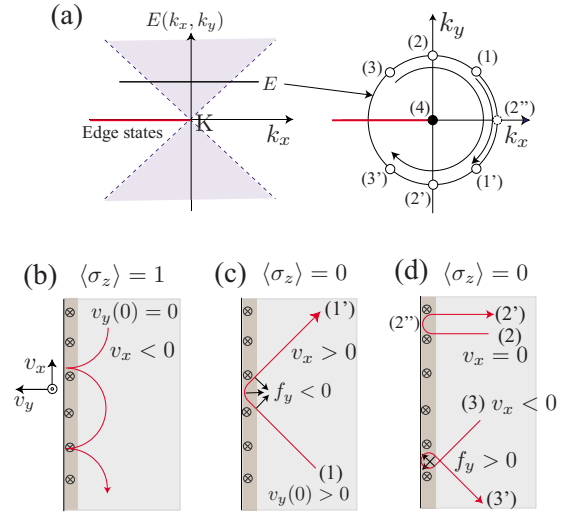 (a)
E(k_x, k_y)
E
K
k_x
Edge states
k_y
(2)
(1)
(3)
(4)
(2'')
k_x
(3')
(1')
(2')
(b) ⟨σ_z⟩ = 1
v_y(0) = 0
v_x < 0
v_x
v_y
(c) ⟨σ_z⟩ = 0
(1')
v_x > 0
f_y < 0
(1)
v_y(0) > 0
(d) ⟨σ_z⟩ = 0
(2')
(2'')
(2)
v_x = 0
(3) v_x < 0
f_y > 0
(3')